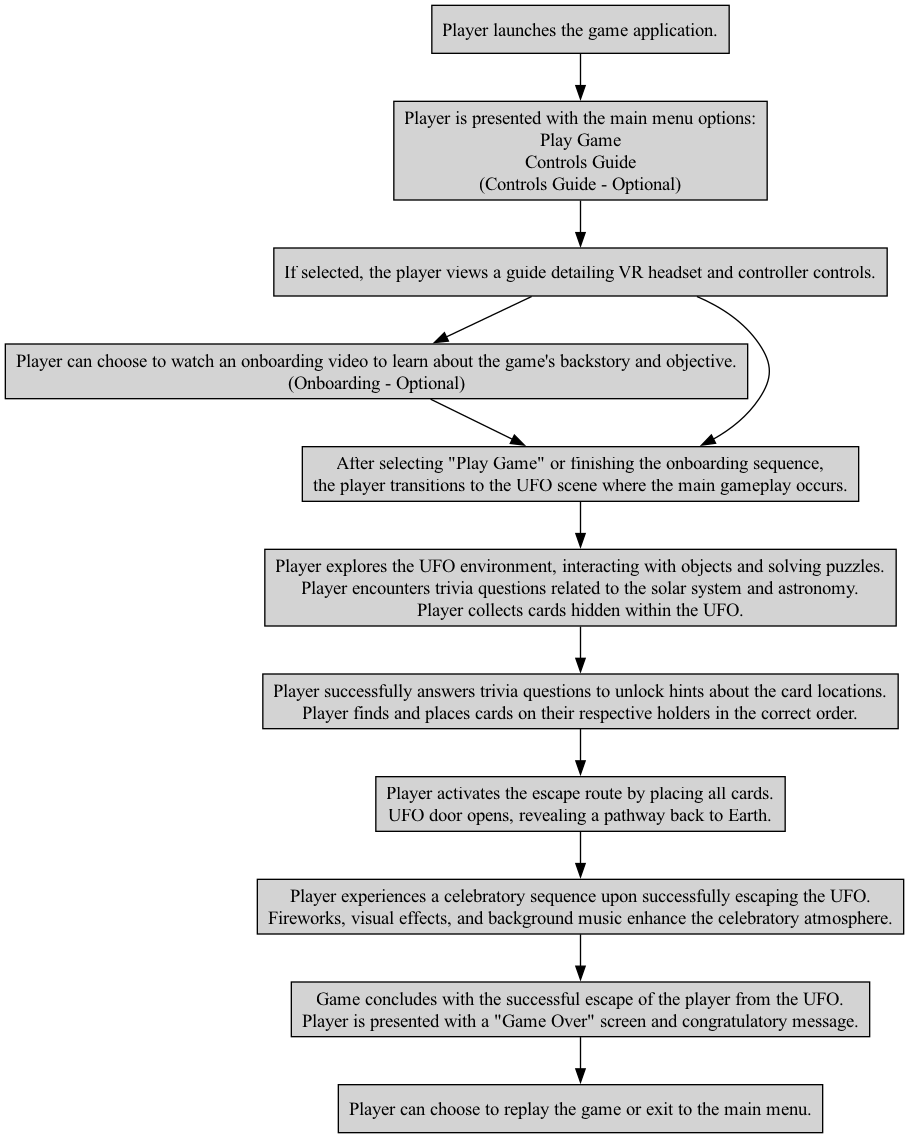 Player launches the game application.
Player is presented with the main menu options:
Play Game
Controls Guide
(Controls Guide - Optional)
If selected, the player views a guide detailing VR headset and controller controls.
Player can choose to watch an onboarding video to learn about the game's backstory and objective.
(Onboarding - Optional)
After selecting "Play Game" or finishing the onboarding sequence,
the player transitions to the UFO scene where the main gameplay occurs.
Player explores the UFO environment, interacting with objects and solving puzzles.
Player encounters trivia questions related to the solar system and astronomy.
Player collects cards hidden within the UFO.
Player successfully answers trivia questions to unlock hints about the card locations.
Player finds and places cards on their respective holders in the correct order.
Player activates the escape route by placing all cards.
UFO door opens, revealing a pathway back to Earth.
Player experiences a celebratory sequence upon successfully escaping the UFO.
Fireworks, visual effects, and background music enhance the celebratory atmosphere.
Game concludes with the successful escape of the player from the UFO.
Player is presented with a "Game Over" screen and congratulatory message.
Player can choose to replay the game or exit to the main menu.